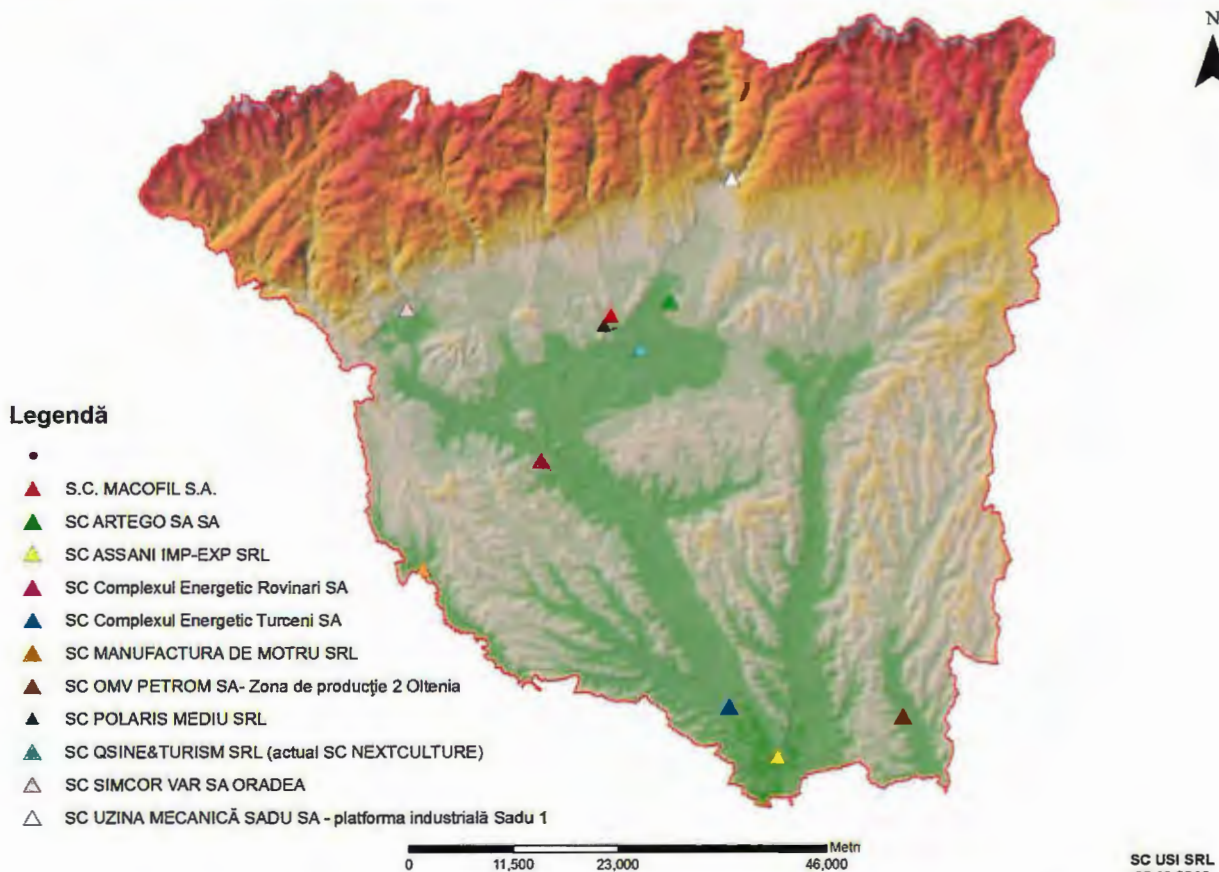 N
Legendă
S.C. MACOFIL S.A.
SC ARTEGO SA SA
SC ASSANI IMP-EXP SRL
SC Complexul Energetic Rovinari SA
SC Complexul Energetic Turceni SA
SC MANUFACTURA DE MOTRU SRL
SC OMV PETROM SA- Zona de producţie 2 Oltenia
SC POLARIS MEDIU SRL
SC QSINE&TURISM SRL (actual SC NEXTCULTURE)
SC SIMCOR VAR SA ORADEA
SC UZINA MECANICĂ SADU SA - platforma industrială Sadu 1
Metri
0 11,500 23,000 46,000
SC USI SRL